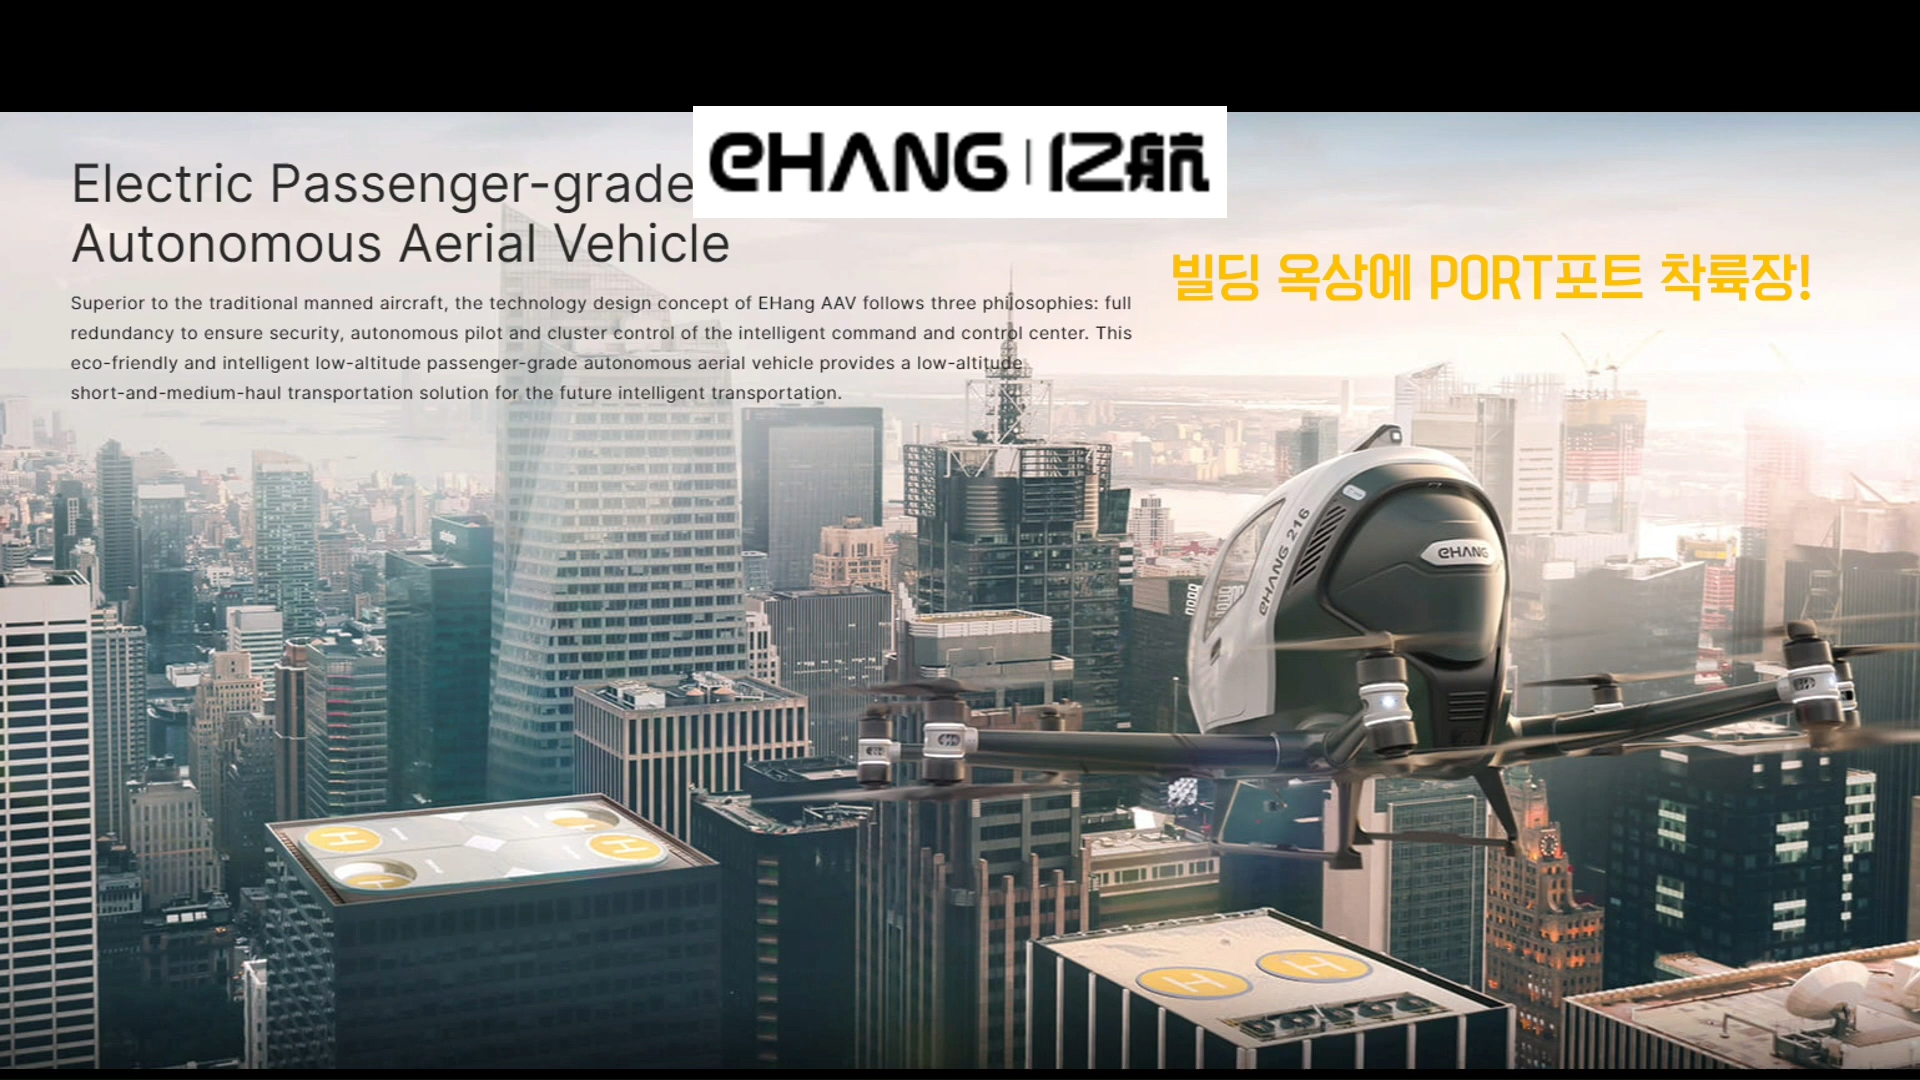 EHANG | 亿航
Electric Passenger-grade
Autonomous Aerial Vehicle
빌딩 옥상에 PORT포트 착륙장!
Superior to the traditional manned aircraft, the technology design concept of EHang AAV follows three philosophies: full
redundancy to ensure security, autonomous pilot and cluster control of the intelligent command and control center. This
eco-friendly and intelligent low-altitude passenger-grade autonomous aerial vehicle provides a low-altitude
short-and-medium-haul transportation solution for the future intelligent transportation.
EHANG 216
EHANG
H
H
H
H
H